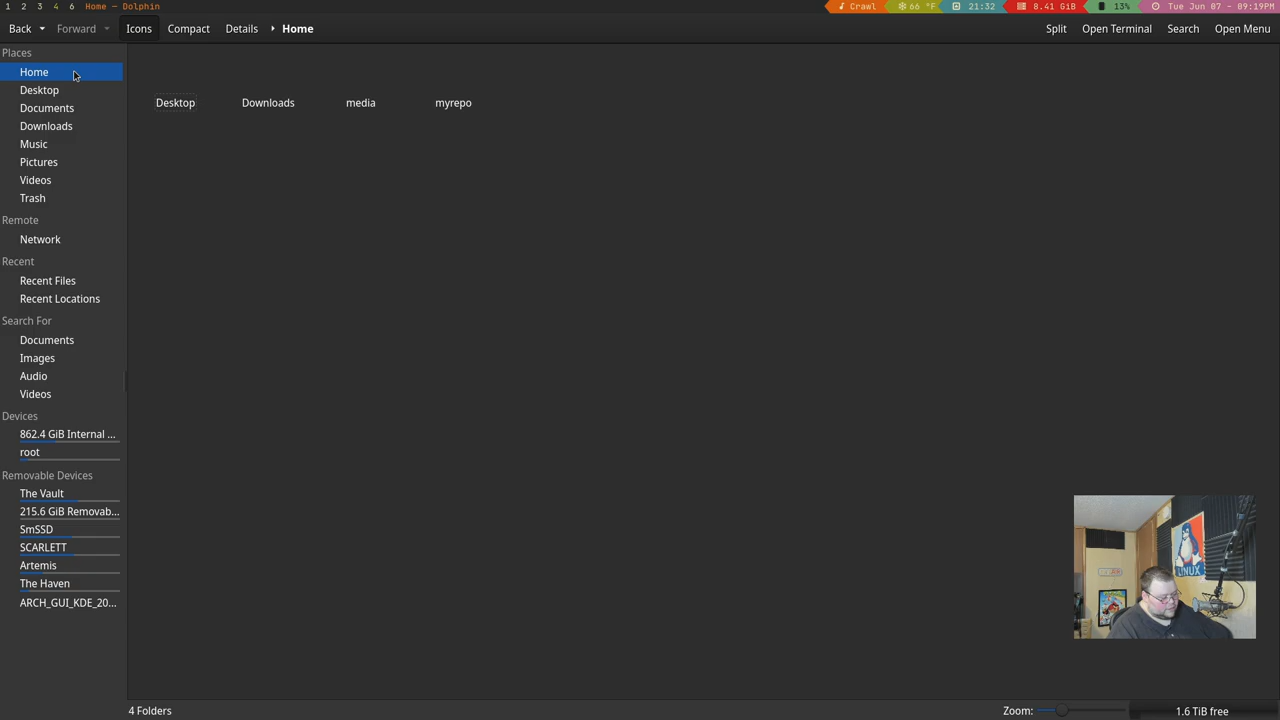 1 2 3 4 6 Home — Dolphin
Crawl 66 °F 21:32 8.41 GiB 13% Tue Jun 07 - 09:19PM
Back Forward Icons Compact Details Home Split Open Terminal Search Open Menu
Places
Home
Desktop
Documents
Downloads
Music
Pictures
Videos
Trash
Remote
Network
Recent
Recent Files
Recent Locations
Search For
Documents
Images
Audio
Videos
Devices
862.4 GiB Internal ...
root
Removable Devices
The Vault
215.6 GiB Removab...
SmSSD
SCARLETT
Artemis
The Haven
ARCH_GUI_KDE_20...
Desktop Downloads media myrepo
LINUX
4 Folders
Zoom:
1.6 TiB free